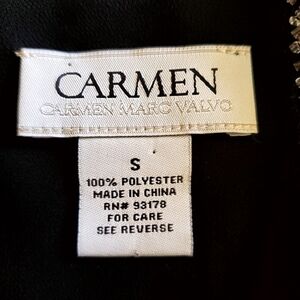 CARMEN
CARMEN MARC VALVO
S
100% POLYESTER
MADE IN CHINA
RN# 93178
FOR CARE
SEE REVERSE